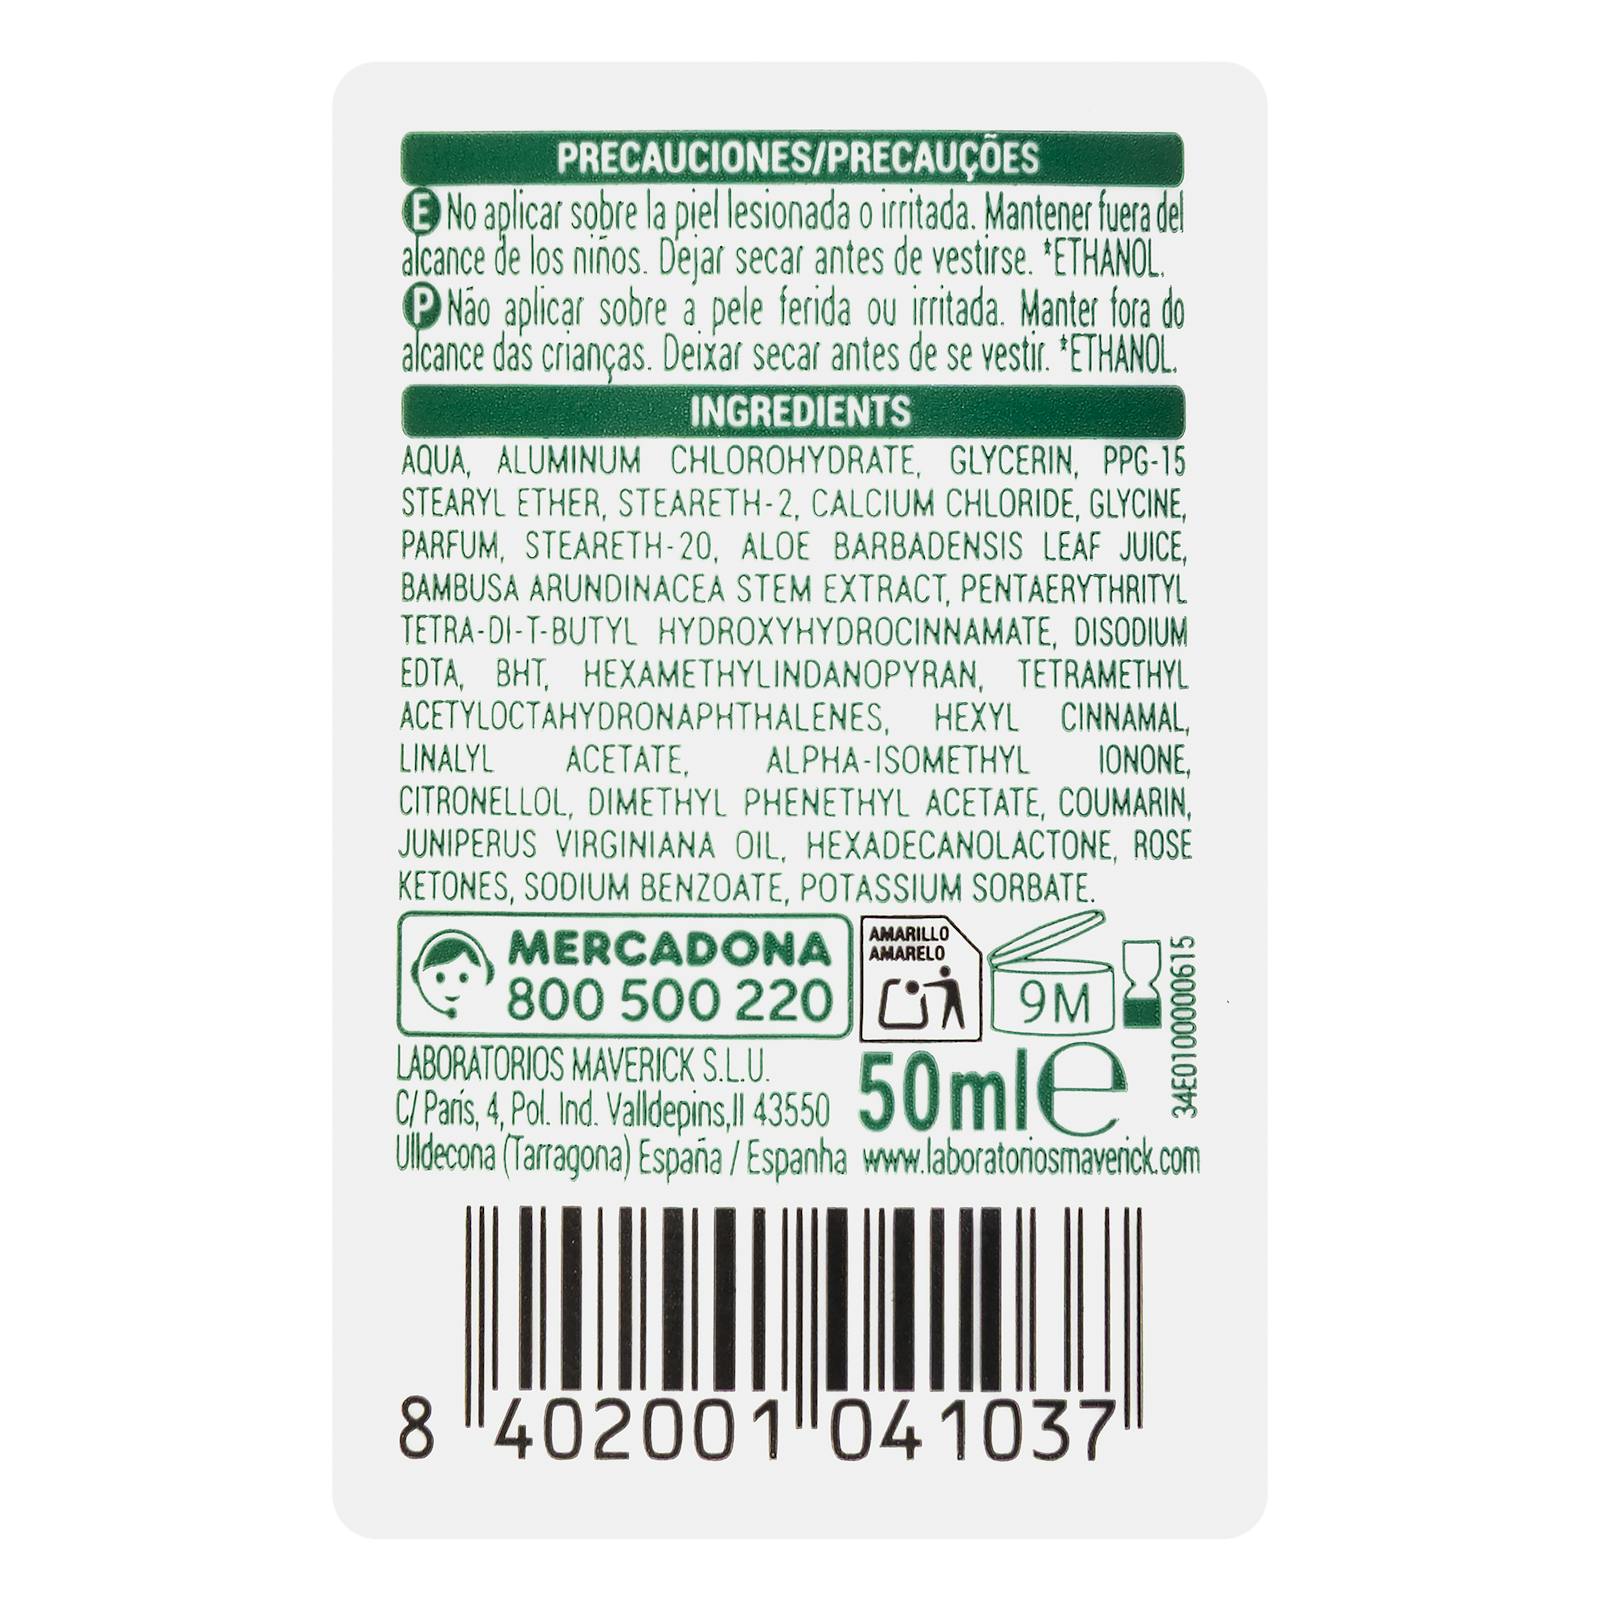 PRECAUCIONES/PRECAUÇÕES
E No aplicar sobre la piel lesionada o irritada. Mantener fuera del
alcance de los niños. Dejar secar antes de vestirse. *ETHANOL.
P Não aplicar sobre a pele ferida ou irritada. Manter fora do
alcance das crianças. Deixar secar antes de se vestir. *ETHANOL.
INGREDIENTS
AQUA, ALUMINUM CHLOROHYDRATE, GLYCERIN, PPG-15
STEARYL ETHER, STEARETH-2, CALCIUM CHLORIDE, GLYCINE,
PARFUM, STEARETH-20, ALOE BARBADENSIS LEAF JUICE,
BAMBUSA ARUNDINACEA STEM EXTRACT, PENTAERYTHRITYL
TETRA-DI-T-BUTYL HYDROXYHYDROCINNAMATE, DISODIUM
EDTA, BHT, HEXAMETHYLINDANOPYRAN, TETRAMETHYL
ACETYLOCTAHYDRONAPHTHALENES, HEXYL CINNAMAL,
LINALYL ACETATE, ALPHA-ISOMETHYL IONONE,
CITRONELLOL, DIMETHYL PHENETHYL ACETATE, COUMARIN,
JUNIPERUS VIRGINIANA OIL, HEXADECANOLACTONE, ROSE
KETONES, SODIUM BENZOATE, POTASSIUM SORBATE.
MERCADONA
800 500 220
AMARILLO
AMARELO
9M
34E0100000615
LABORATORIOS MAVERICK S.L.U.
C/ París, 4, Pol. Ind. Valldepins,II 43550
Ulldecona (Tarragona) España / Espanha
50ml e
www.laboratoriosmaverick.com
8 402001 041037